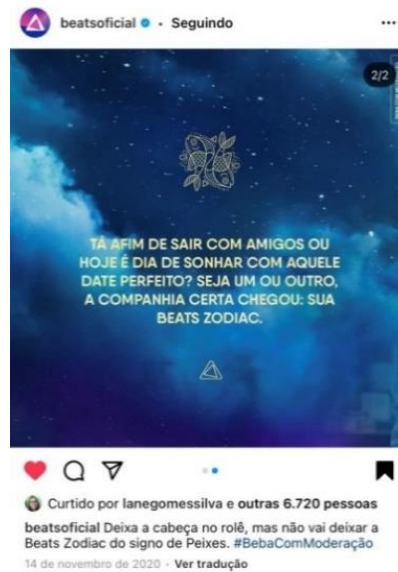 beatsoficial • Seguindo
2/2
TÁ AFIM DE SAIR COM AMIGOS OU
HOJE É DIA DE SONHAR COM AQUELE
DATE PERFEITO? SEJA UM OU OUTRO,
A COMPANHIA CERTA CHEGOU: SUA
BEATS ZODIAC.
Curtido por lanegomessilva e outras 6.720 pessoas
beatsoficial Deixa a cabeça no rolê, mas não vai deixar a
Beats Zodiac do signo de Peixes. #BebaComModeração
14 de novembro de 2020 • Ver tradução